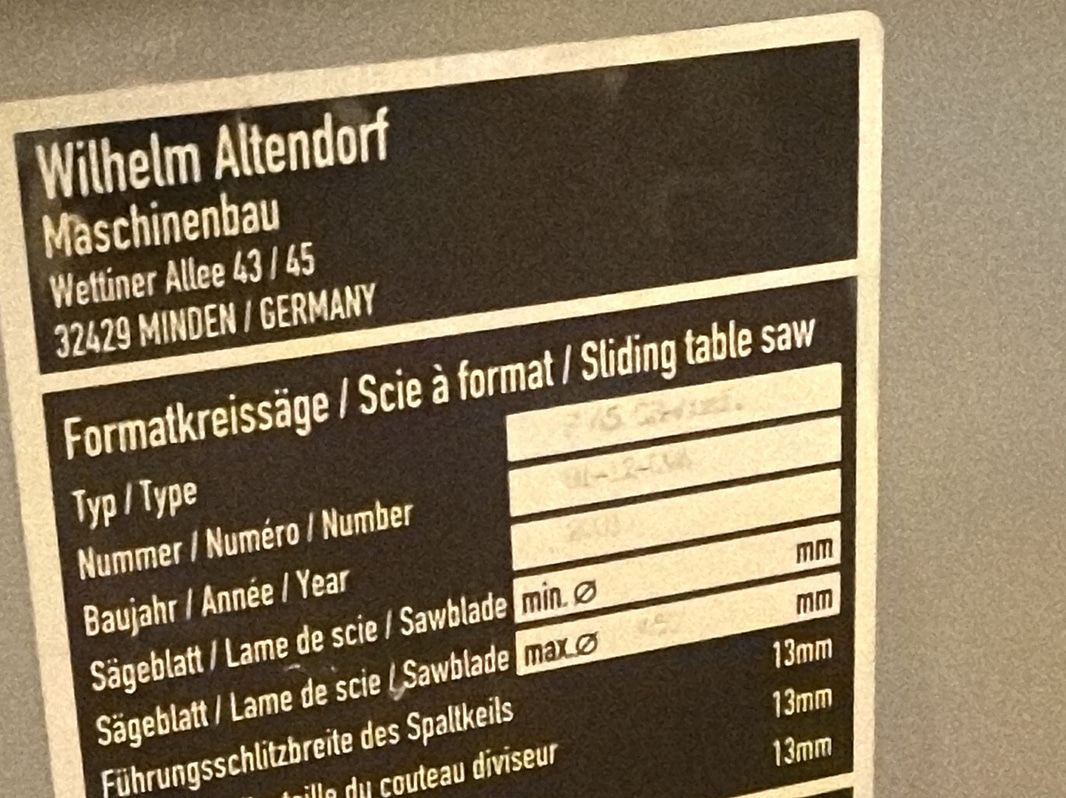 Wilhelm Altendorf
Maschinenbau
Wettiner Allee 43 / 45
32429 MINDEN / GERMANY
Formatkreissäge / Scie à format / Sliding table saw
Typ / Type
Nummer / Numéro / Number
Baujahr / Année / Year
Sägeblatt / Lame de scie / Sawblade min. Ø mm
Sägeblatt / Lame de scie / Sawblade max. Ø mm
Führungsschlitzbreite des Spaltkeils 13mm
du couteau diviseur 13mm
13mm